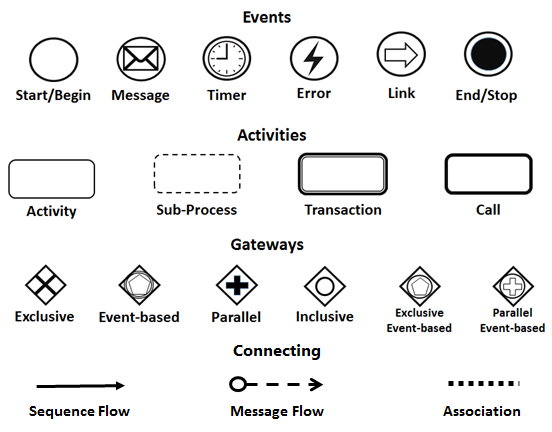 Events
Start/Begin Message Timer Error Link End/Stop
Activities
Activity Sub-Process Transaction Call
Gateways
Exclusive Event-based Parallel Inclusive Exclusive Event-based Parallel Event-based
Connecting
Sequence Flow Message Flow Association